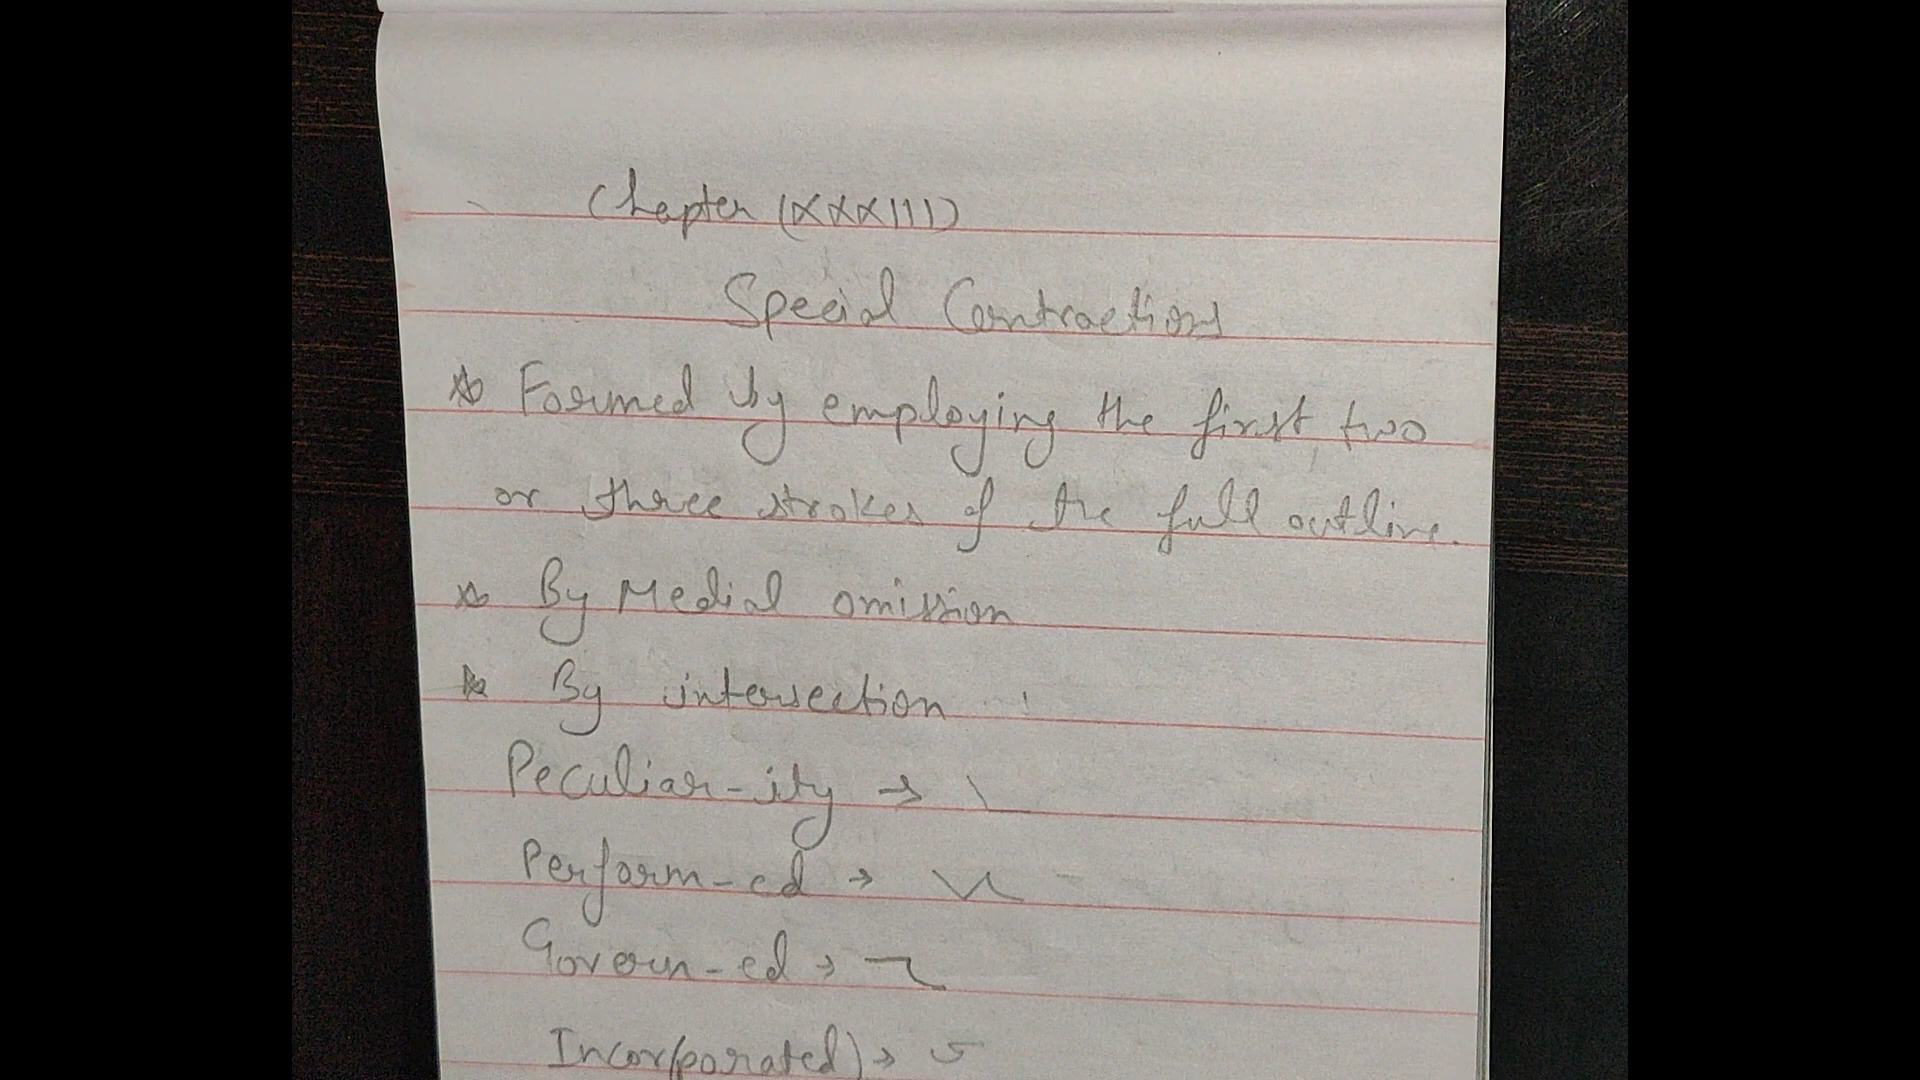 Chapter (XXXIII)
Special Contractions
Formed by employing the first two
or three strokes of the full outline.
By Medial omission
By intersection
Peculiar-ity →
Perform-ed →
Govern-ed →
Incor(porated) →